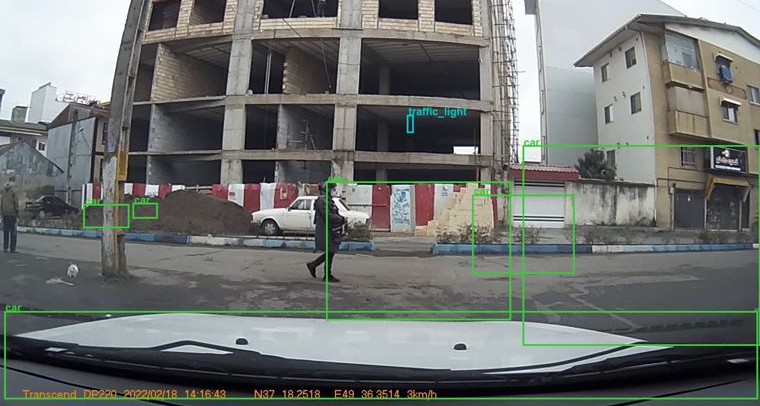 traffic_light
car
car
car
car
Transcend DP220 2022/02/18 14:16:43 N37 18.2518 E49 36.3514 3km/h